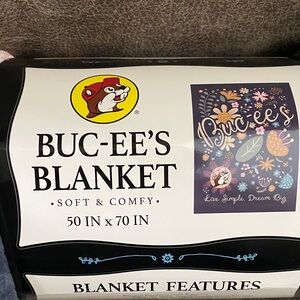 BUC-EE'S
BLANKET
• SOFT & COMFY •
50 IN x 70 IN
Buc-ee's
Live Simple, Dream Big
BLANKET FEATURES
®